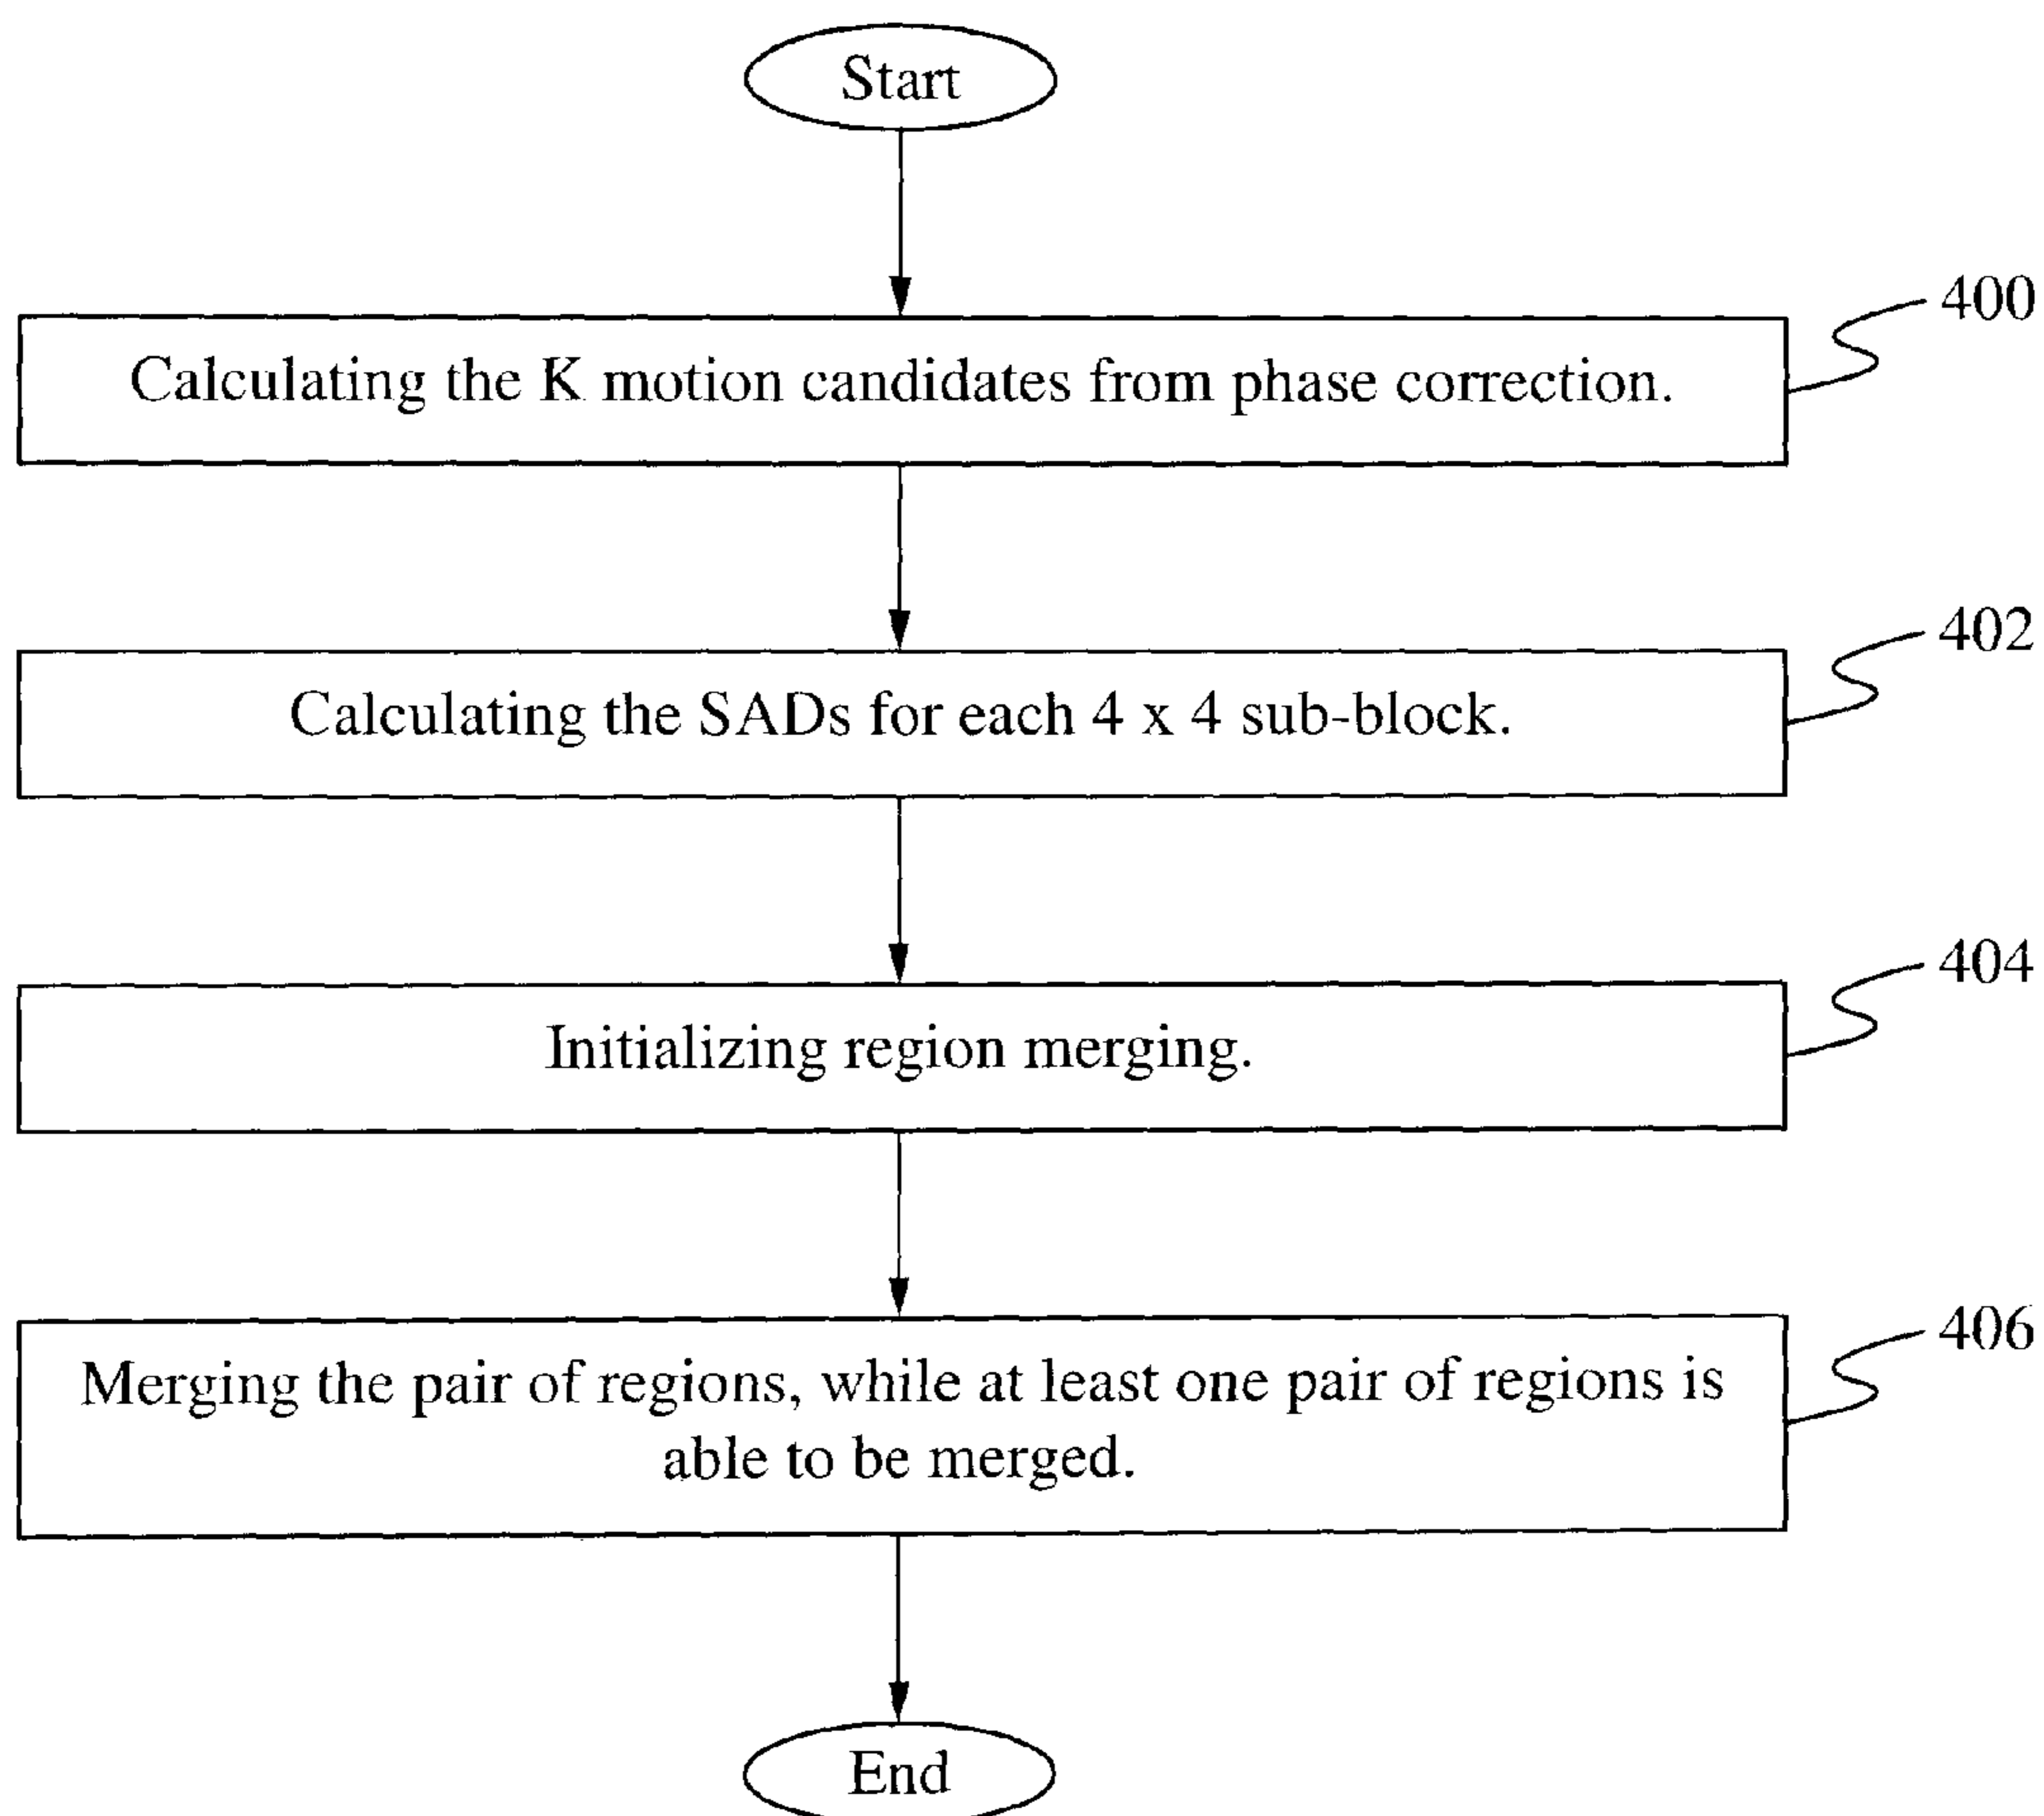 Start
400
Calculating the K motion candidates from phase correction.
402
Calculating the SADs for each 4 x 4 sub-block.
404
Initializing region merging.
406
Merging the pair of regions, while at least one pair of regions is
able to be merged.
End